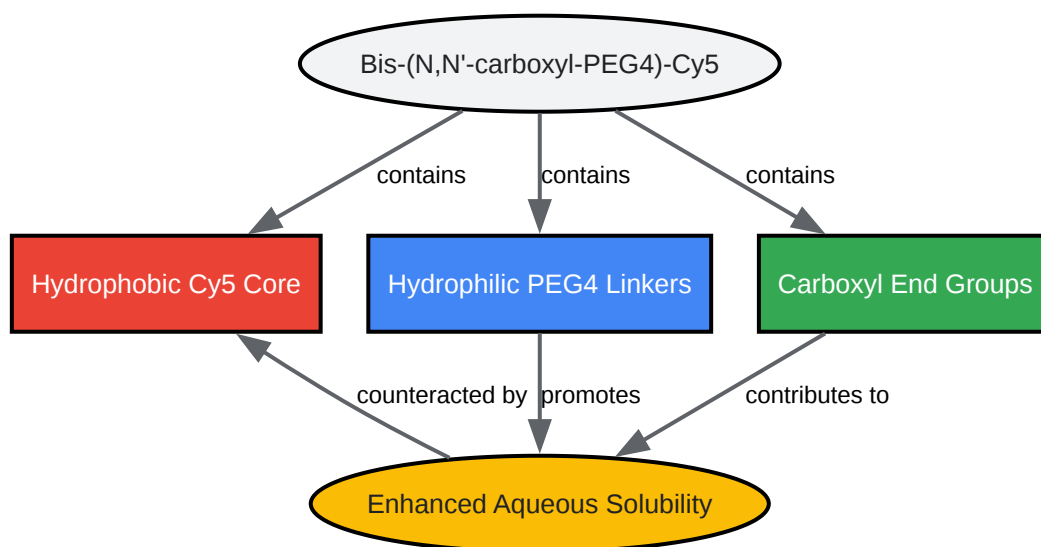 Bis-(N,N'-carboxyl-PEG4)-Cy5
contains
contains
contains
Hydrophobic Cy5 Core
Hydrophilic PEG4 Linkers
Carboxyl End Groups
counteracted by
promotes
contributes to
Enhanced Aqueous Solubility